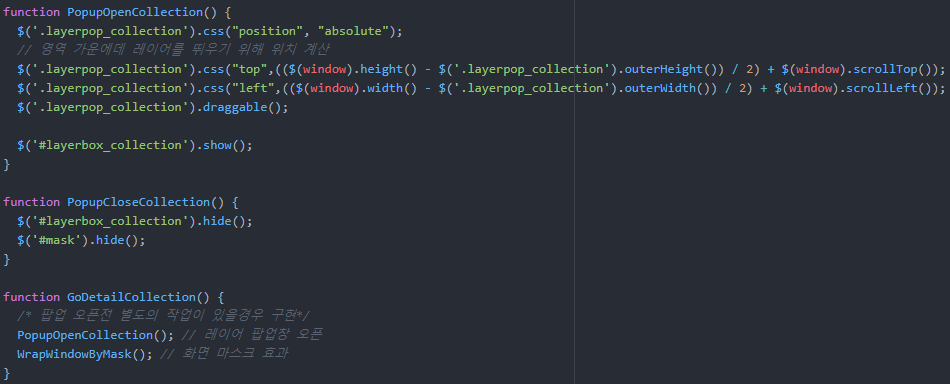 function PopupOpenCollection() {
  $('.layerpop_collection').css("position", "absolute");
  // 영역 가운에데 레이어를 띄우기 위해 위치 계산
  $('.layerpop_collection').css("top",(($(window).height() - $('.layerpop_collection').outerHeight()) / 2) + $(window).scrollTop());
  $('.layerpop_collection').css("left",(($(window).width() - $('.layerpop_collection').outerWidth()) / 2) + $(window).scrollLeft());
  $('.layerpop_collection').draggable();

  $('#layerbox_collection').show();
}

function PopupCloseCollection() {
  $('#layerbox_collection').hide();
  $('#mask').hide();
}

function GoDetailCollection() {
  /* 팝업 오픈전 별도의 작업이 있을경우 구현*/
  PopupOpenCollection(); // 레이어 팝업창 오픈
  WrapWindowByMask(); // 화면 마스크 효과
}